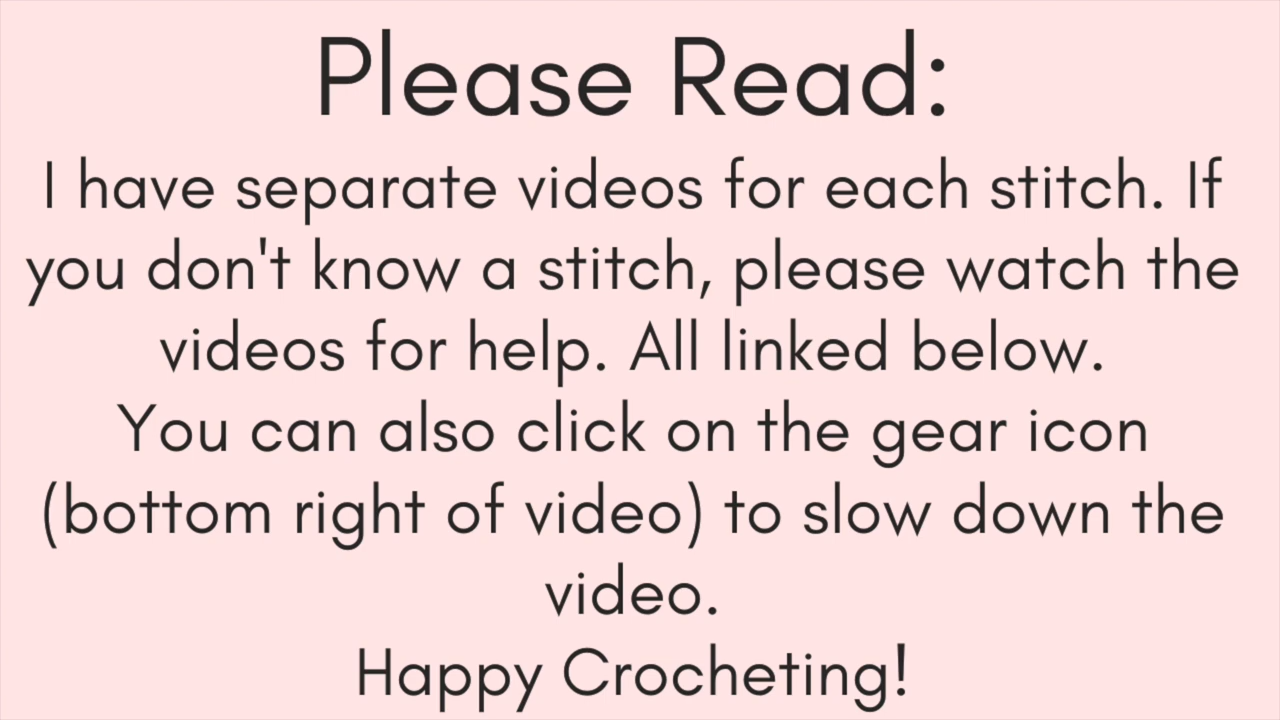 Please Read:
I have separate videos for each stitch. If
you don't know a stitch, please watch the
videos for help. All linked below.
You can also click on the gear icon
(bottom right of video) to slow down the
video.
Happy Crocheting!